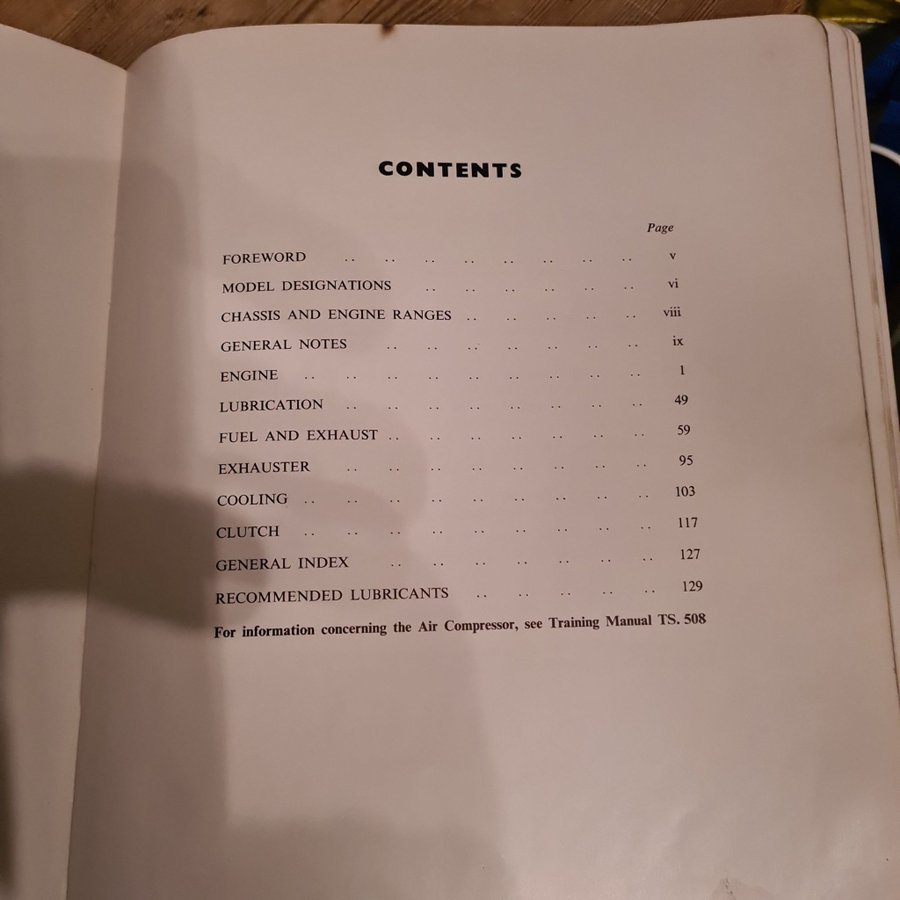 CONTENTS
Page
FOREWORD .. .. .. .. .. .. .. .. v
MODEL DESIGNATIONS .. .. .. .. .. .. vi
CHASSIS AND ENGINE RANGES .. .. .. .. .. viii
GENERAL NOTES .. .. .. .. .. .. .. ix
ENGINE .. .. .. .. .. .. .. .. .. 1
LUBRICATION .. .. .. .. .. .. .. .. 49
FUEL AND EXHAUST .. .. .. .. .. .. .. 59
EXHAUSTER .. .. .. .. .. .. .. .. 95
COOLING .. .. .. .. .. .. .. .. .. 103
CLUTCH .. .. .. .. .. .. .. .. .. 117
GENERAL INDEX .. .. .. .. .. .. .. 127
RECOMMENDED LUBRICANTS .. .. .. .. .. 129
For information concerning the Air Compressor, see Training Manual TS. 508